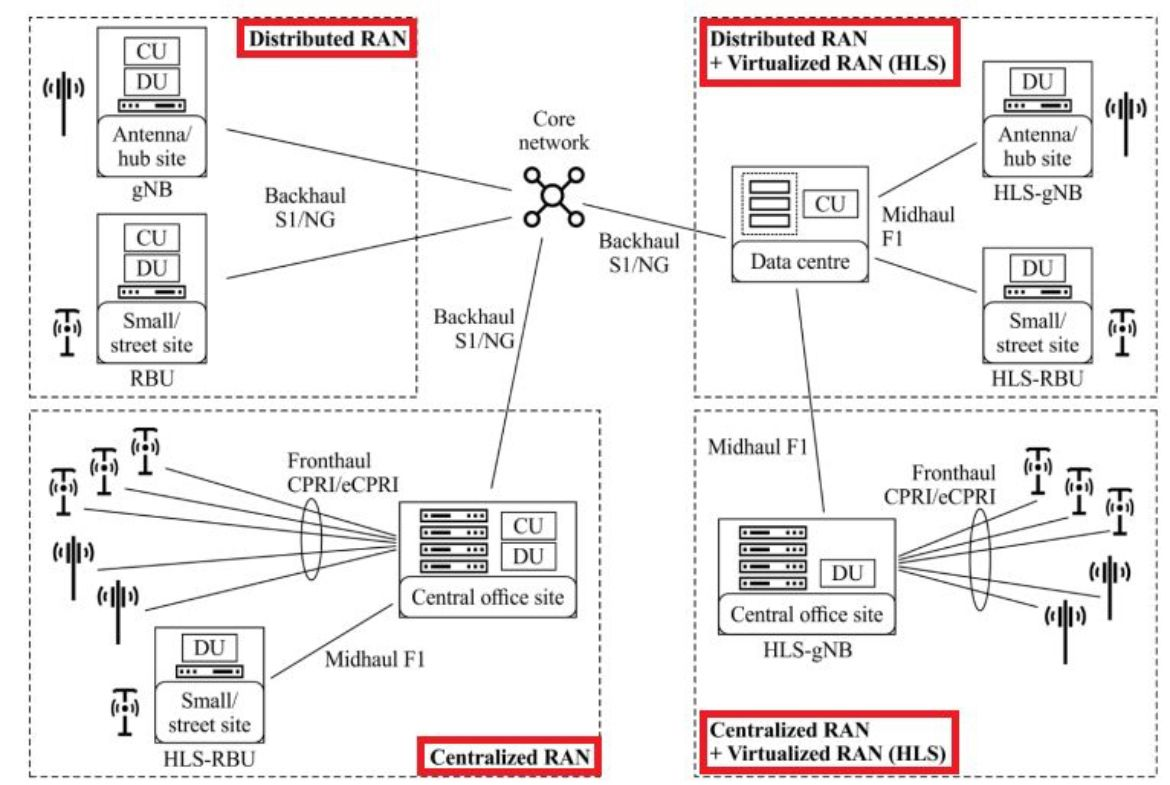 Distributed RAN
CU
DU
Antenna/
hub site
gNB
Backhaul
S1/NG
CU
DU
Small/
street site
RBU
Core
network
Backhaul
S1/NG
Backhaul
S1/NG
Distributed RAN
+ Virtualized RAN (HLS)
DU
Antenna/
hub site
HLS-gNB
CU
Data centre
Midhaul
F1
DU
Small/
street site
HLS-RBU
Fronthaul
CPRI/eCPRI
CU
DU
Central office site
DU
Small/
street site
HLS-RBU
Midhaul F1
Centralized RAN
Midhaul F1
Fronthaul
CPRI/eCPRI
DU
Central office site
HLS-gNB
Centralized RAN
+ Virtualized RAN (HLS)